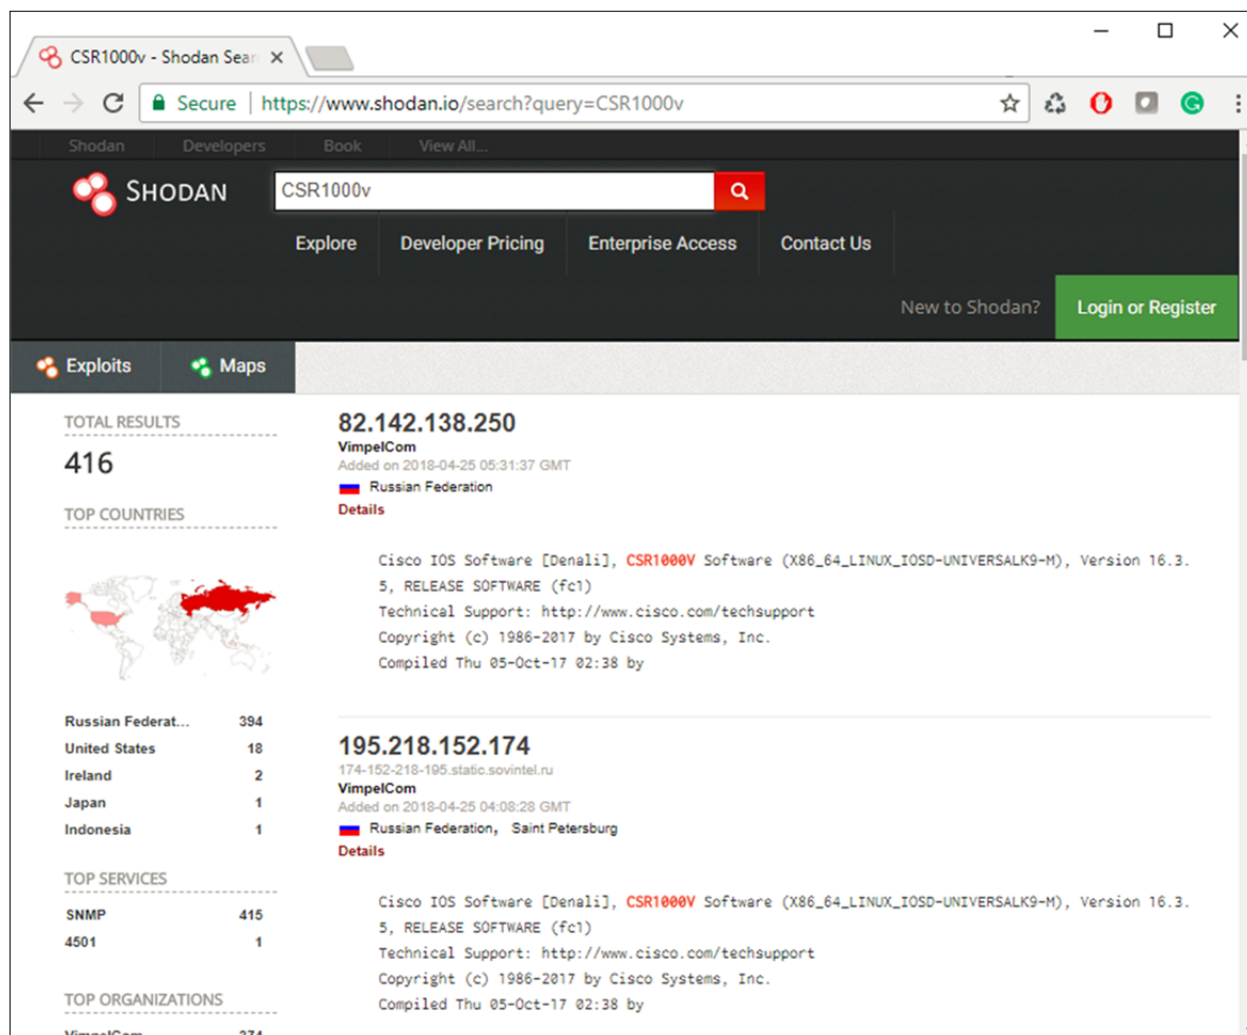 CSR1000v - Shodan Sear
Secure | https://www.shodan.io/search?query=CSR1000v
Shodan Developers Book View All...
SHODAN CSR1000v
Explore Developer Pricing Enterprise Access Contact Us
New to Shodan? Login or Register
Exploits Maps
TOTAL RESULTS
416
TOP COUNTRIES
Russian Federat... 394
United States 18
Ireland 2
Japan 1
Indonesia 1
TOP SERVICES
SNMP 415
4501 1
TOP ORGANIZATIONS
VimpelCom 374
82.142.138.250
VimpelCom
Added on 2018-04-25 05:31:37 GMT
Russian Federation
Details
Cisco IOS Software [Denali], CSR1000V Software (X86_64_LINUX_IOSD-UNIVERSALK9-M), Version 16.3.
5, RELEASE SOFTWARE (fc1)
Technical Support: http://www.cisco.com/techsupport
Copyright (c) 1986-2017 by Cisco Systems, Inc.
Compiled Thu 05-Oct-17 02:38 by
195.218.152.174
174-152-218-195.static.sovintel.ru
VimpelCom
Added on 2018-04-25 04:08:28 GMT
Russian Federation, Saint Petersburg
Details
Cisco IOS Software [Denali], CSR1000V Software (X86_64_LINUX_IOSD-UNIVERSALK9-M), Version 16.3.
5, RELEASE SOFTWARE (fc1)
Technical Support: http://www.cisco.com/techsupport
Copyright (c) 1986-2017 by Cisco Systems, Inc.
Compiled Thu 05-Oct-17 02:38 by